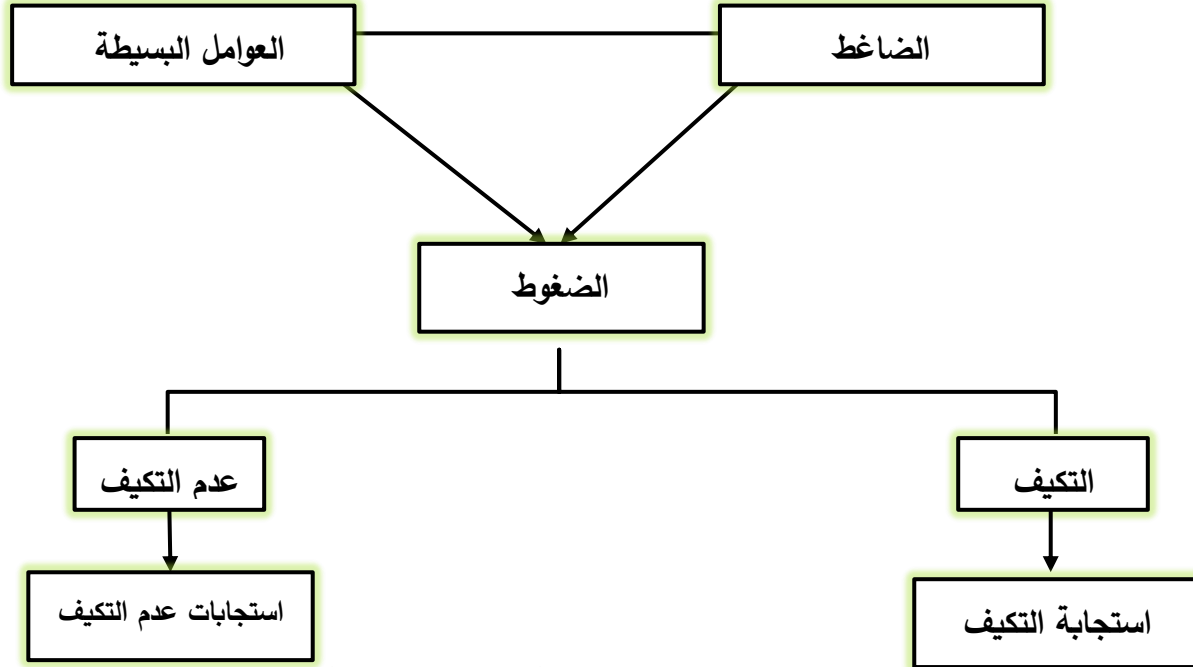 الضاغط
العوامل البسيطة
الضغوط
التكيف
عدم التكيف
استجابة التكيف
استجابات عدم التكيف